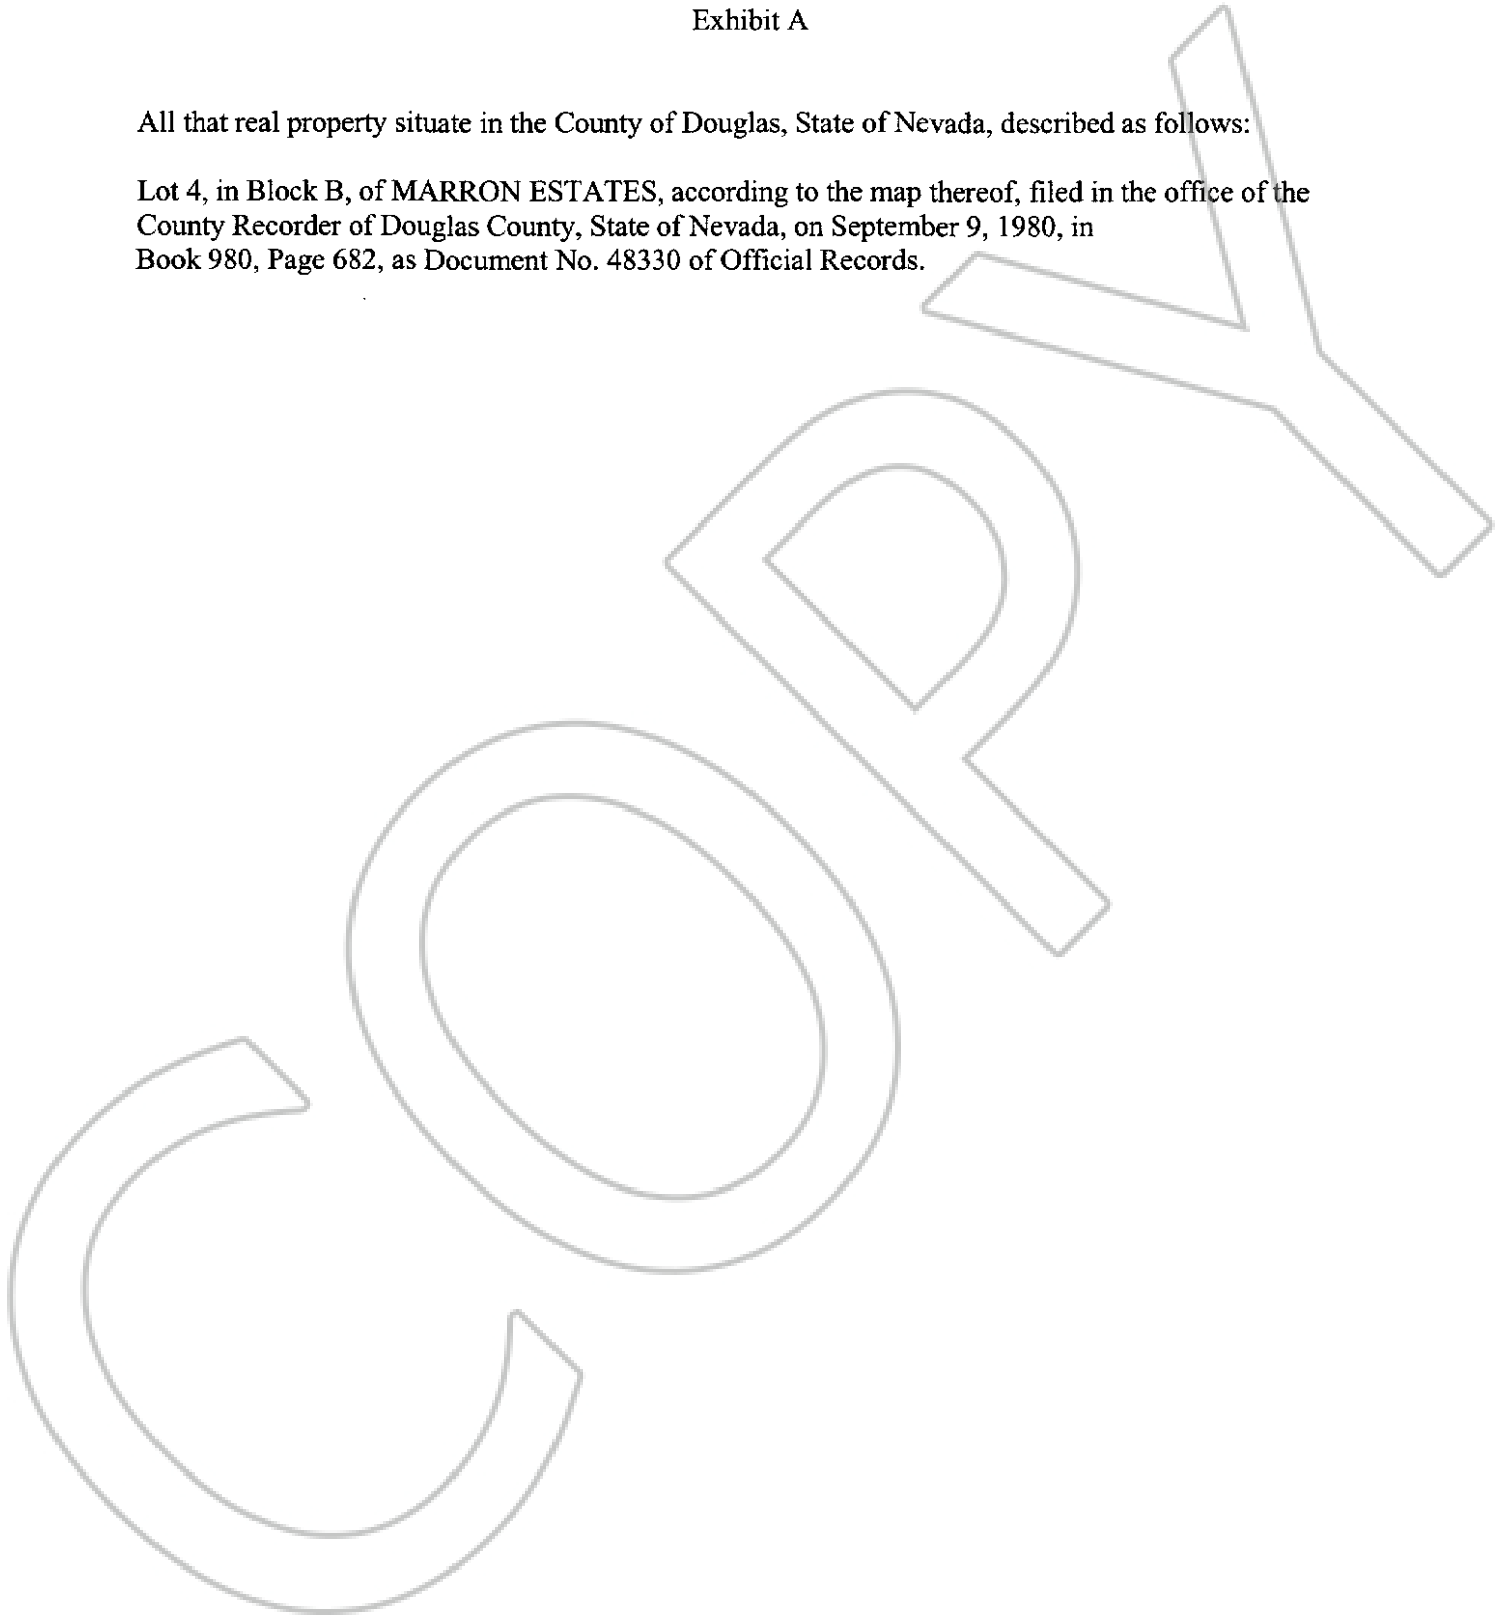 Exhibit A
All that real property situate in the County of Douglas, State of Nevada, described as follows:
Lot 4, in Block B, of MARRON ESTATES, according to the map thereof, filed in the office of the
County Recorder of Douglas County, State of Nevada, on September 9, 1980, in
Book 980, Page 682, as Document No. 48330 of Official Records.
COPY